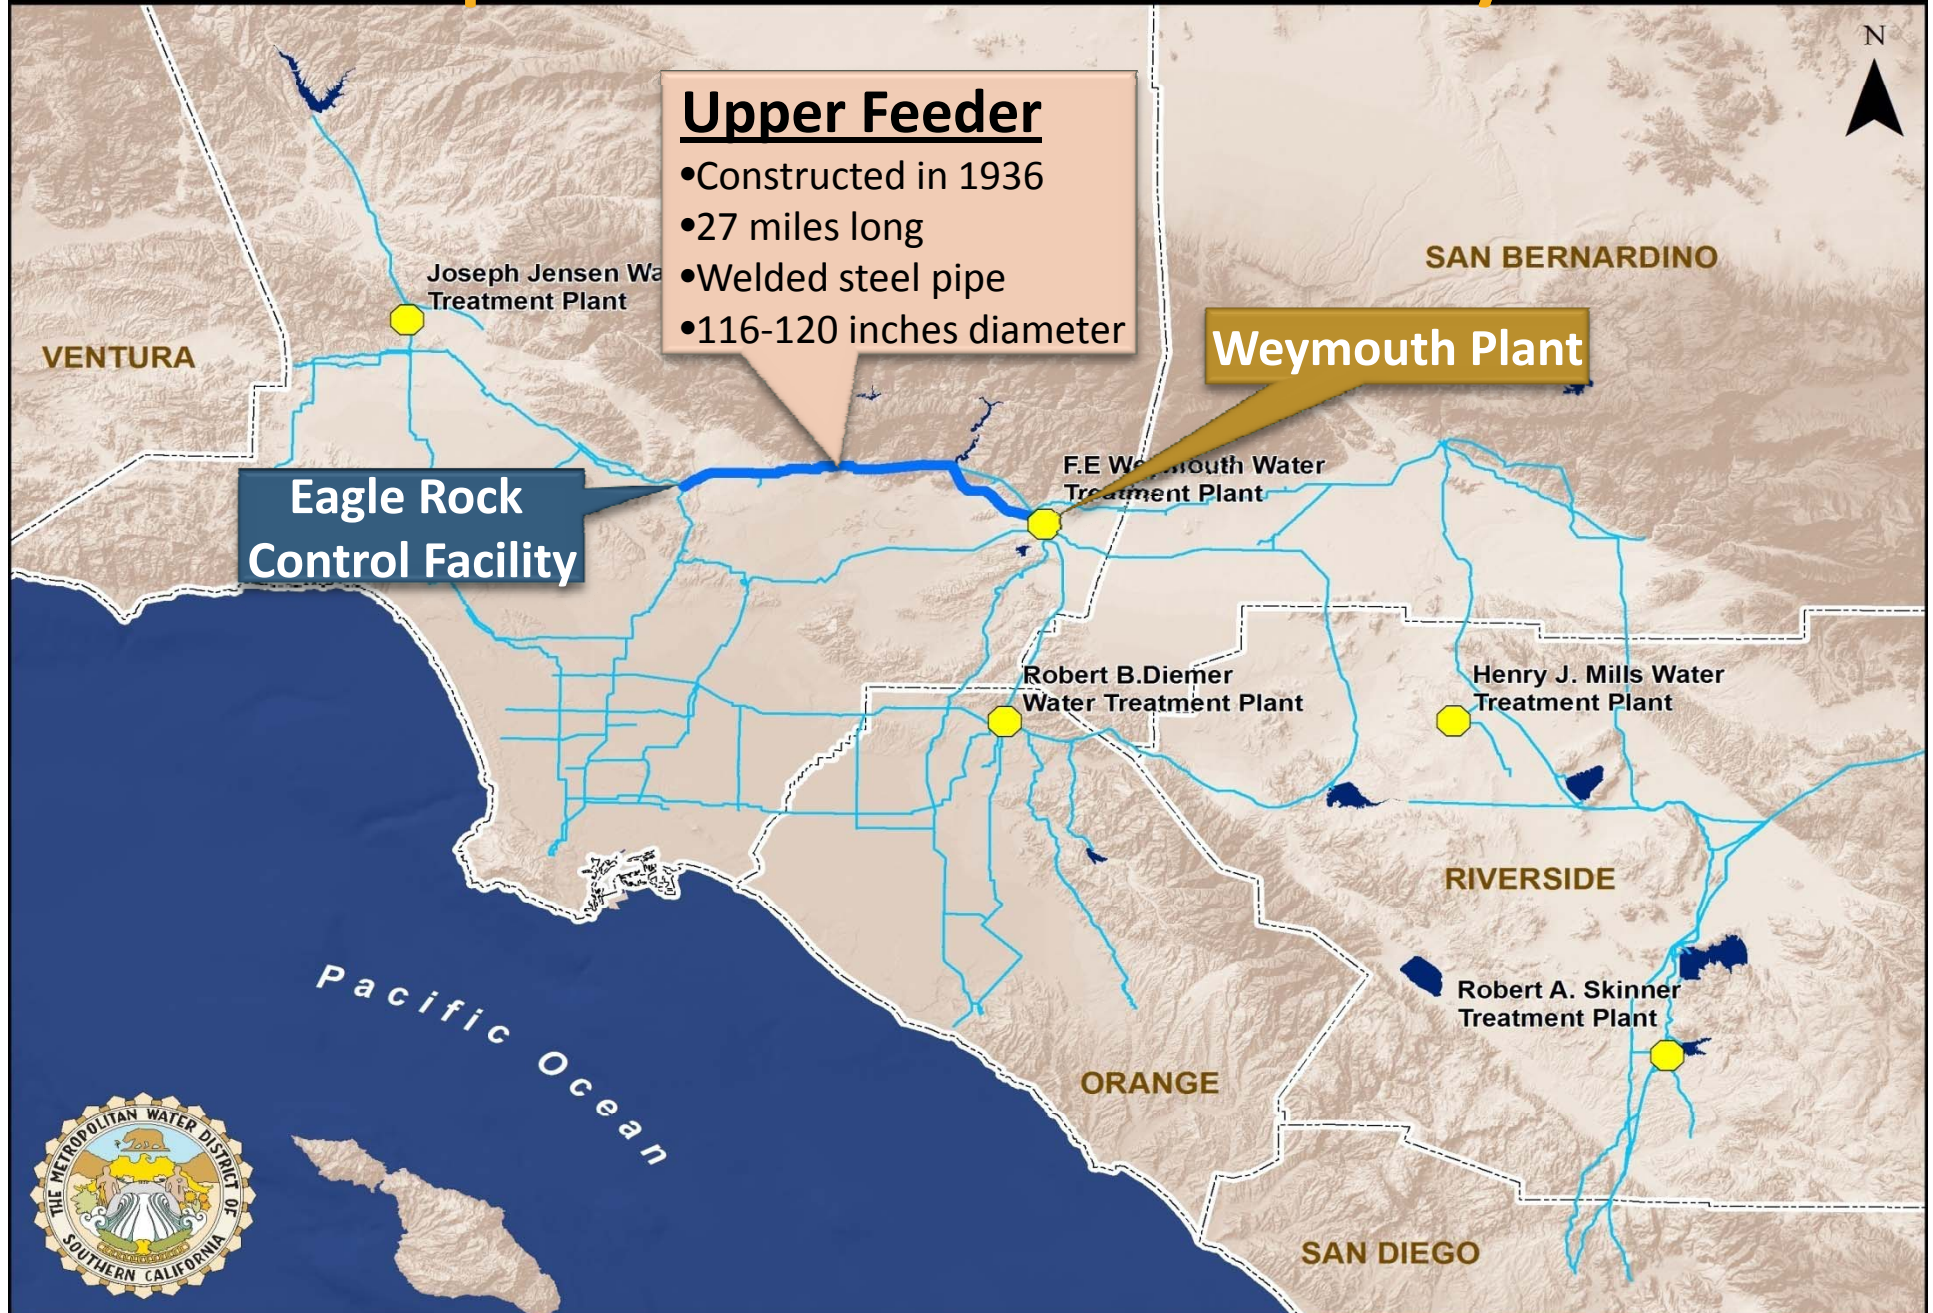 N
Upper Feeder
•Constructed in 1936
•27 miles long
•Welded steel pipe
•116-120 inches diameter
SAN BERNARDINO
Joseph Jensen Wa
Treatment Plant
VENTURA
Weymouth Plant
F.E Weymouth Water
Treatment Plant
Eagle Rock
Control Facility
Robert B.Diemer
Water Treatment Plant
Henry J. Mills Water
Treatment Plant
RIVERSIDE
Robert A. Skinner
Treatment Plant
Pacific Ocean
ORANGE
SAN DIEGO
THE METROPOLITAN WATER DISTRICT OF
SOUTHERN CALIFORNIA